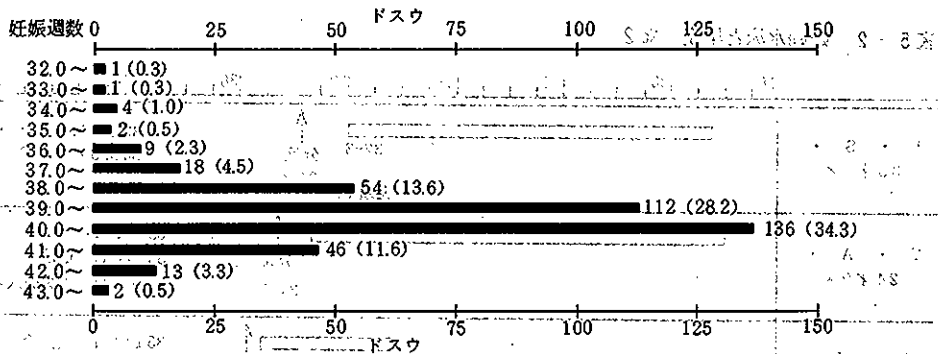 ドスウ
妊娠週数 0 25 50 75 100 125 150
32.0～ 1 (0.3)
33.0～ 1 (0.3)
34.0～ 4 (1.0)
35.0～ 2 (0.5)
36.0～ 9 (2.3)
37.0～ 18 (4.5)
38.0～ 54 (13.6)
39.0～ 112 (28.2)
40.0～ 136 (34.3)
41.0～ 46 (11.6)
42.0～ 13 (3.3)
43.0～ 2 (0.5)
0 25 50 75 100 125 150
ドスウ